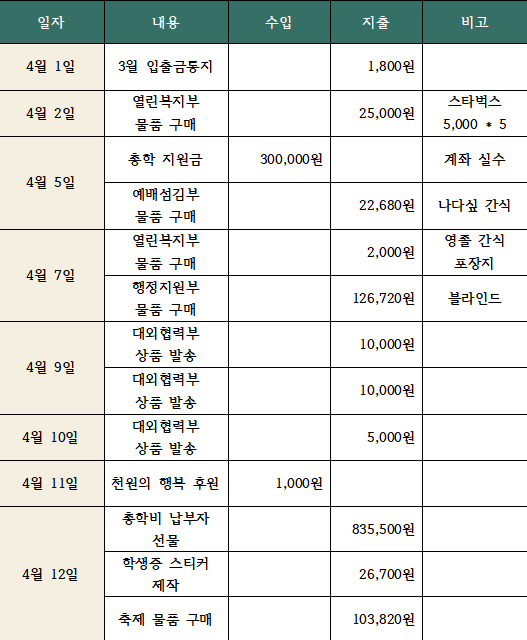 일자 내용 수입 지출 비고
4월 1일 3월 입출금통지 1,800원
4월 2일 열린복지부 물품 구매 25,000원 스타벅스 5,000 * 5
4월 5일 총학 지원금 300,000원 계좌 실수
예배섬김부 물품 구매 22,680원 나다싶 간식
4월 7일 열린복지부 물품 구매 2,000원 영졸 간식 포장지
행정지원부 물품 구매 126,720원 블라인드
4월 9일 대외협력부 상품 발송 10,000원
대외협력부 상품 발송 10,000원
4월 10일 대외협력부 상품 발송 5,000원
4월 11일 천원의 행복 후원 1,000원
4월 12일 총학비 납부자 선물 835,500원
학생증 스티커 제작 26,700원
축제 물품 구매 103,820원